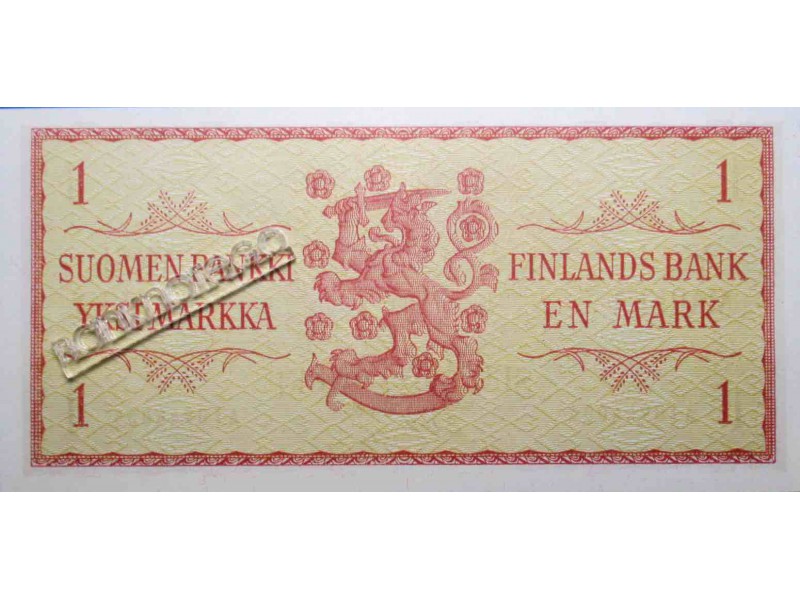 1
1
SUOMEN PANKKI
YKSI MARKKA
FINLANDS BANK
EN MARK
1
1